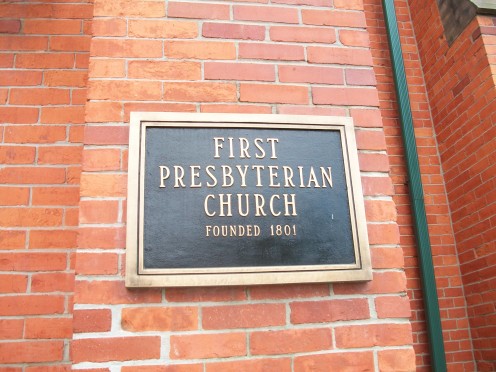 FIRST
PRESBYTERIAN
CHURCH
FOUNDED 1801